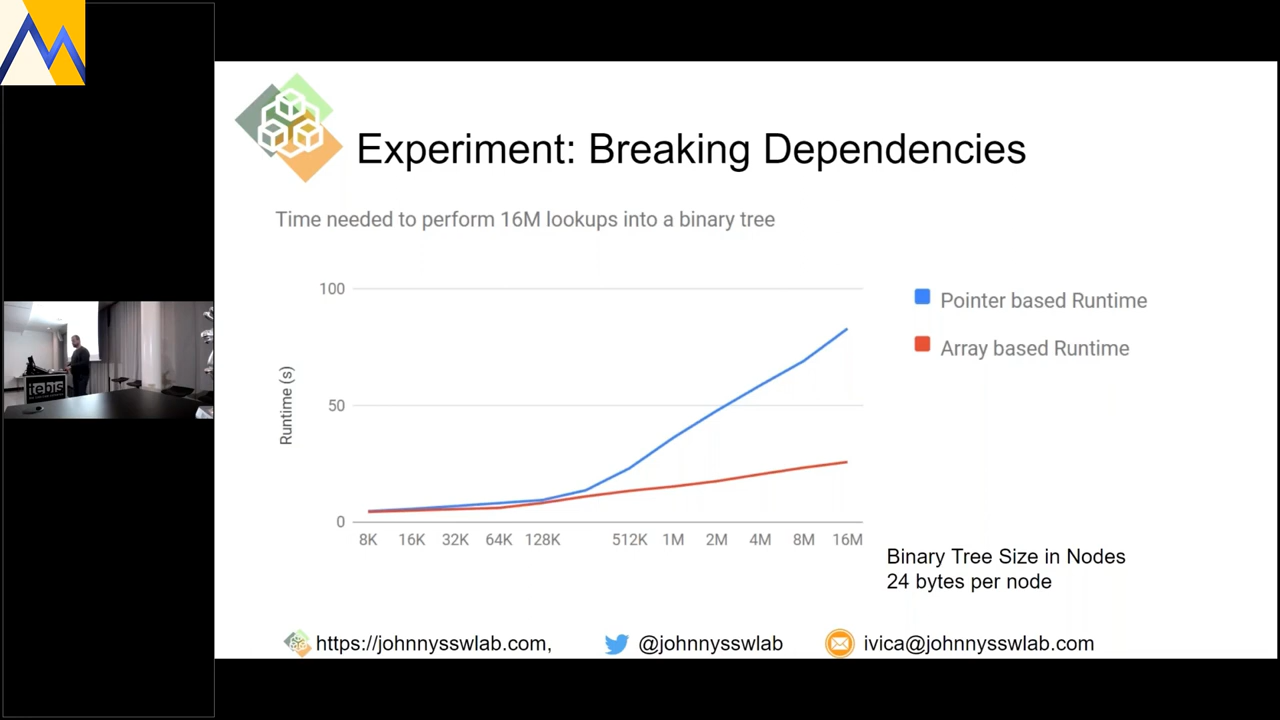 Experiment: Breaking Dependencies
Time needed to perform 16M lookups into a binary tree
100
50
0
Runtime (s)
8K 16K 32K 64K 128K 512K 1M 2M 4M 8M 16M
Pointer based Runtime
Array based Runtime
Binary Tree Size in Nodes
24 bytes per node
tebis
https://johnnysswlab.com, @johnnysswlab ivica@johnnysswlab.com